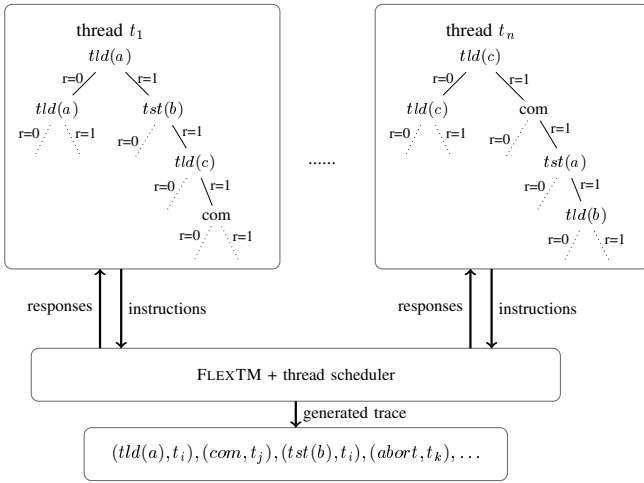 thread t₁ thread tₙ
tld(a) tld(c)
r=0 r=1 r=0 r=1
tld(a) tst(b) tld(c) com
r=0 r=1 r=0 r=1 r=0 r=1 r=0 r=1
tld(c) ...... tst(a)
r=0 r=1 r=0 r=1
com tld(b)
r=0 r=1 r=0 r=1
responses instructions responses instructions
FLEXTM + thread scheduler
generated trace
(tld(a), tᵢ), (com, tⱼ), (tst(b), tᵢ), (abort, tₖ), ...